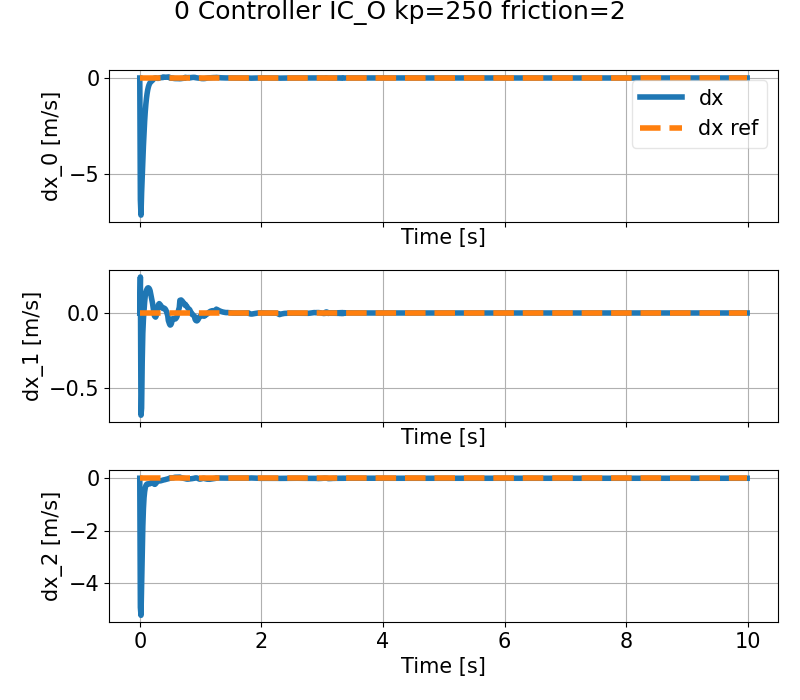 0 Controller IC_O kp=250 friction=2
dx_0 [m/s]
0
−5
dx
dx ref
Time [s]
dx_1 [m/s]
0.0
−0.5
Time [s]
dx_2 [m/s]
0
−2
−4
0 2 4 6 8 10
Time [s]